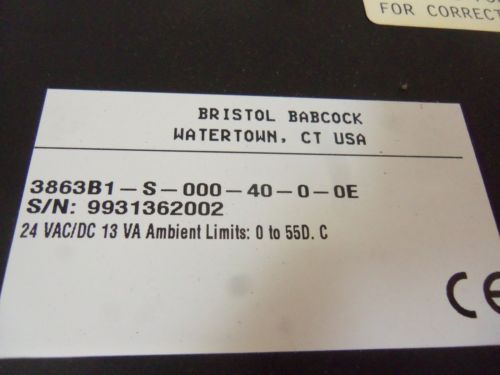 FOR CORRECT
BRISTOL BABCOCK
WATERTOWN, CT USA
3863B1-S-000-40-0-0E
S/N: 9931362002
24 VAC/DC 13 VA Ambient Limits: 0 to 55D. C
CE